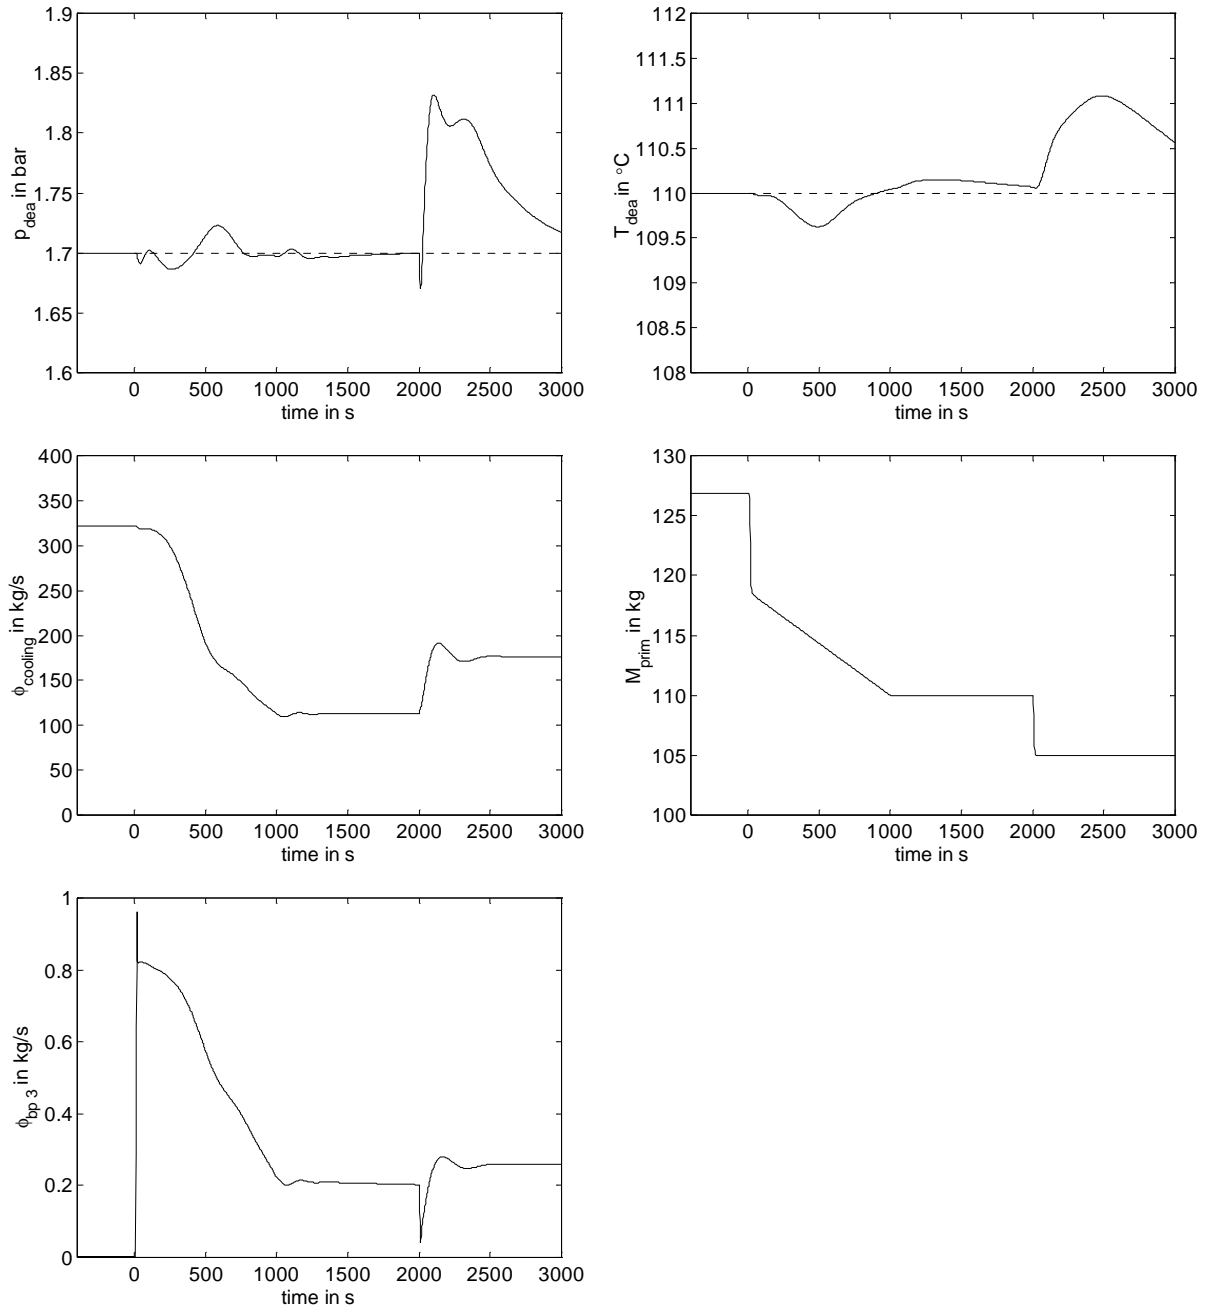 1.9
1.85
1.8
1.75
1.7
1.65
1.6
p_dea in bar
0 500 1000 1500 2000 2500 3000
time in s
112
111.5
111
110.5
110
109.5
109
108.5
108
T_dea in °C
0 500 1000 1500 2000 2500 3000
time in s
400
350
300
250
200
150
100
50
0
ϕ_cooling in kg/s
0 500 1000 1500 2000 2500 3000
time in s
130
125
120
115
110
105
100
M_prim in kg
0 500 1000 1500 2000 2500 3000
time in s
1
0.8
0.6
0.4
0.2
0
ϕ_bp 3 in kg/s
0 500 1000 1500 2000 2500 3000
time in s